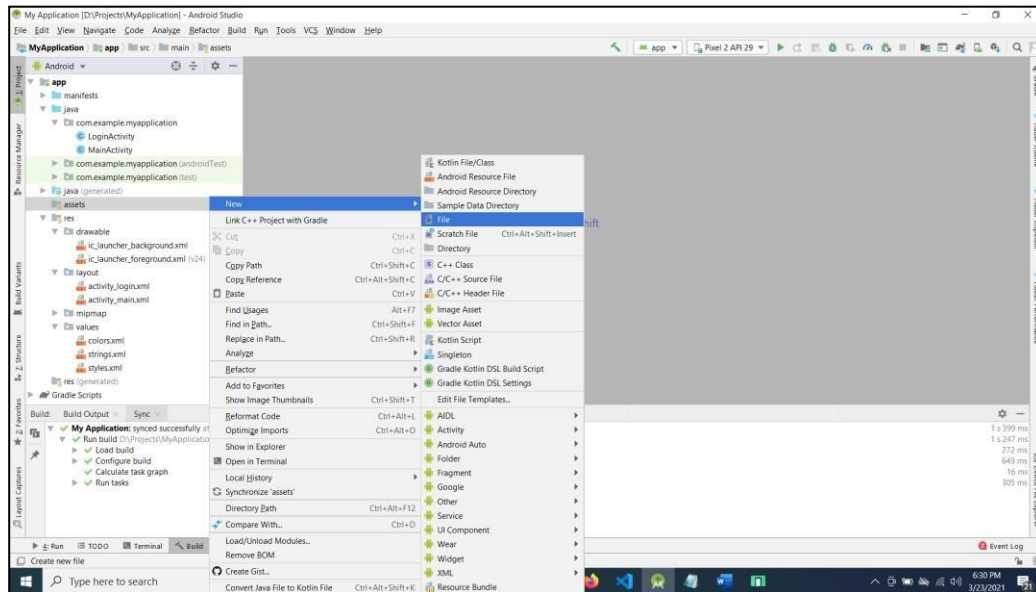 My Application [D:\Projects\MyApplication] - Android Studio
File Edit View Navigate Code Analyze Refactor Build Run Tools VCS Window Help
MyApplication app src main assets
app Pixel 2 API 29
Android
1: Project
Resource Manager
Build Variants
Z: Structure
2: Favorites
Layout Captures
app
manifests
java
com.example.myapplication
LoginActivity
MainActivity
com.example.myapplication (androidTest)
com.example.myapplication (test)
java (generated)
assets
res
drawable
ic_launcher_background.xml
ic_launcher_foreground.xml (v24)
layout
activity_login.xml
activity_main.xml
mipmap
values
colors.xml
strings.xml
styles.xml
res (generated)
Gradle Scripts
New
Link C++ Project with Gradle
Cut Ctrl+X
Copy Ctrl+C
Copy Path Ctrl+Shift+C
Copy Reference Ctrl+Alt+Shift+C
Paste Ctrl+V
Find Usages Alt+F7
Find in Path... Ctrl+Shift+F
Replace in Path... Ctrl+Shift+R
Analyze
Refactor
Add to Favorites
Show Image Thumbnails Ctrl+Shift+T
Reformat Code Ctrl+Alt+L
Optimize Imports Ctrl+Alt+O
Show in Explorer
Open in Terminal
Local History
Synchronize 'assets'
Directory Path Ctrl+Alt+F12
Compare With... Ctrl+D
Load/Unload Modules...
Remove BOM
Create Gist...
Convert Java File to Kotlin File Ctrl+Alt+Shift+K
Kotlin File/Class
Android Resource File
Android Resource Directory
Sample Data Directory
File
Scratch File Ctrl+Alt+Shift+Insert
Directory
C++ Class
C/C++ Source File
C/C++ Header File
Image Asset
Vector Asset
Kotlin Script
Singleton
Gradle Kotlin DSL Build Script
Gradle Kotlin DSL Settings
Edit File Templates...
AIDL
Activity
Android Auto
Folder
Fragment
Google
Other
Service
UI Component
Wear
Widget
XML
Resource Bundle
hift
Build: Build Output Sync
My Application: synced successfully at
Run build D:\Projects\MyApplicatio
Load build
Configure build
Calculate task graph
Run tasks
1 s 399 ms
1 s 247 ms
272 ms
649 ms
16 ms
305 ms
4: Run TODO Terminal Build
Event Log
Create new file
Type here to search
6:30 PM
3/23/2021
21